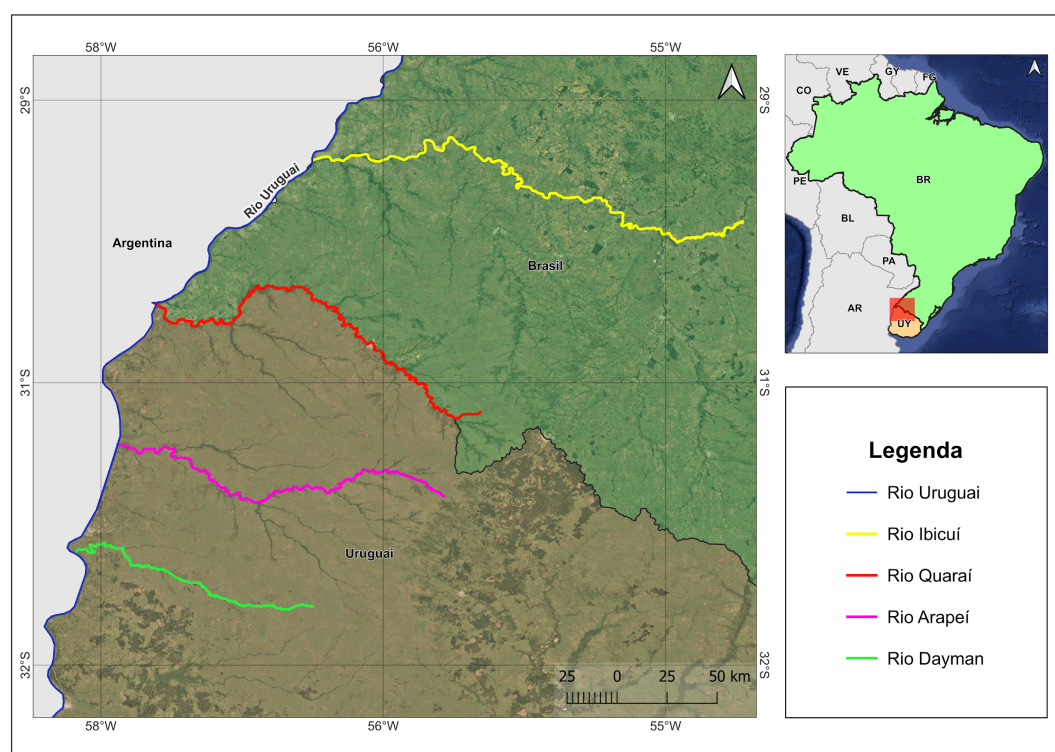 58°W 56°W 55°W
29°S 29°S
Rio Uruguai
Argentina
Brasil
31°S 31°S
Uruguai
32°S 32°S
25 0 25 50 km
58°W 56°W 55°W
VE GY FG
CO
PE
BR
BL
PA
AR
UY
Legenda
Rio Uruguai
Rio Ibicuí
Rio Quaraí
Rio Arapeí
Rio Dayman